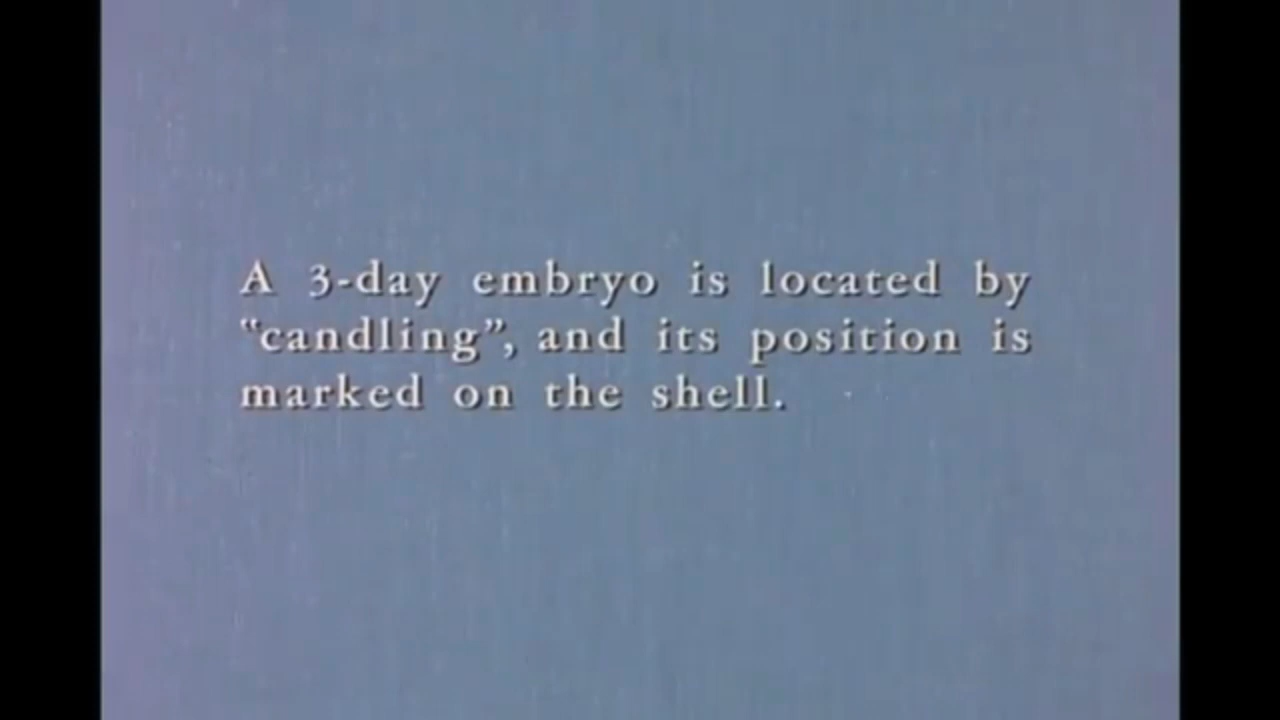 A 3-day embryo is located by
“candling”, and its position is
marked on the shell.